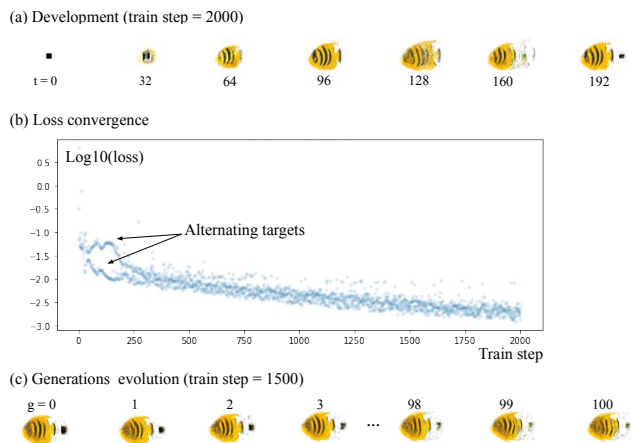 (a) Development (train step = 2000)
t = 0 32 64 96 128 160 192
(b) Loss convergence
Log10(loss)
0.5
0.0
−0.5
−1.0
Alternating targets
−1.5
−2.0
−2.5
−3.0
0 250 500 750 1000 1250 1500 1750 2000
Train step
(c) Generations evolution (train step = 1500)
g = 0 1 2 3 ... 98 99 100